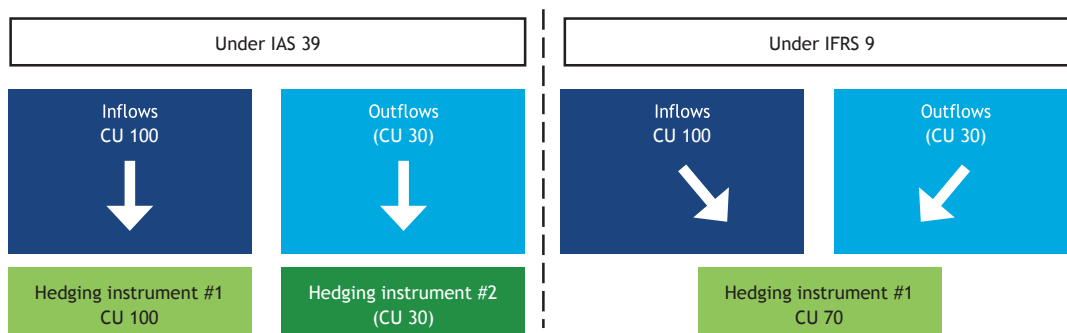 Under IAS 39
Under IFRS 9
Inflows
CU 100
Outflows
(CU 30)
Inflows
CU 100
Outflows
(CU 30)
Hedging instrument #1
CU 100
Hedging instrument #2
(CU 30)
Hedging instrument #1
CU 70